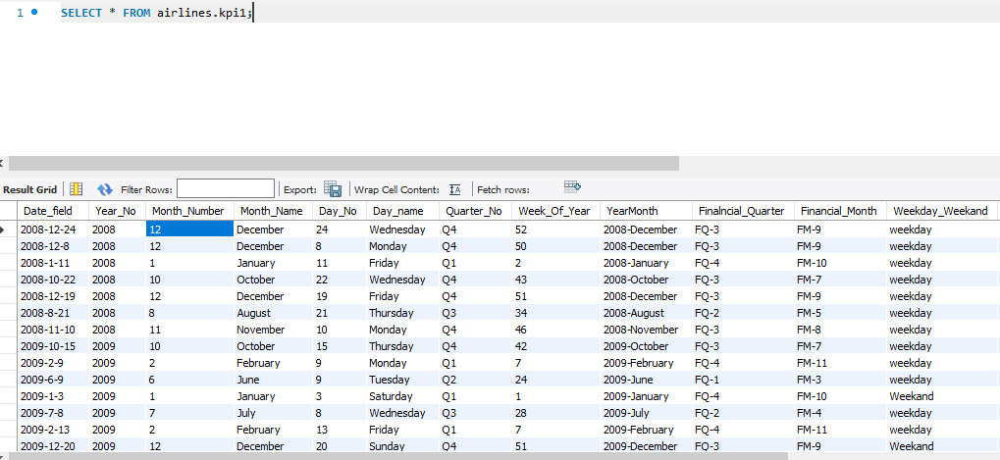 1 SELECT * FROM airlines.kpi1;
Result Grid Filter Rows: Export: Wrap Cell Content: Fetch rows:
Date_field Year_No Month_Number Month_Name Day_No Day_name Quarter_No Week_Of_Year YearMonth Finalncial_Quarter Financial_Month Weekday_Weekand
2008-12-24 2008 12 December 24 Wednesday Q4 52 2008-December FQ-3 FM-9 weekday
2008-12-8 2008 12 December 8 Monday Q4 50 2008-December FQ-3 FM-9 weekday
2008-1-11 2008 1 January 11 Friday Q1 2 2008-January FQ-4 FM-10 weekday
2008-10-22 2008 10 October 22 Wednesday Q4 43 2008-October FQ-3 FM-7 weekday
2008-12-19 2008 12 December 19 Friday Q4 51 2008-December FQ-3 FM-9 weekday
2008-8-21 2008 8 August 21 Thursday Q3 34 2008-August FQ-2 FM-5 weekday
2008-11-10 2008 11 November 10 Monday Q4 46 2008-November FQ-3 FM-8 weekday
2009-10-15 2009 10 October 15 Thursday Q4 42 2009-October FQ-3 FM-7 weekday
2009-2-9 2009 2 February 9 Monday Q1 7 2009-February FQ-4 FM-11 weekday
2009-6-9 2009 6 June 9 Tuesday Q2 24 2009-June FQ-1 FM-3 weekday
2009-1-3 2009 1 January 3 Saturday Q1 1 2009-January FQ-4 FM-10 Weekand
2009-7-8 2009 7 July 8 Wednesday Q3 28 2009-July FQ-2 FM-4 weekday
2009-2-13 2009 2 February 13 Friday Q1 7 2009-February FQ-4 FM-11 weekday
2009-12-20 2009 12 December 20 Sunday Q4 51 2009-December FQ-3 FM-9 Weekand